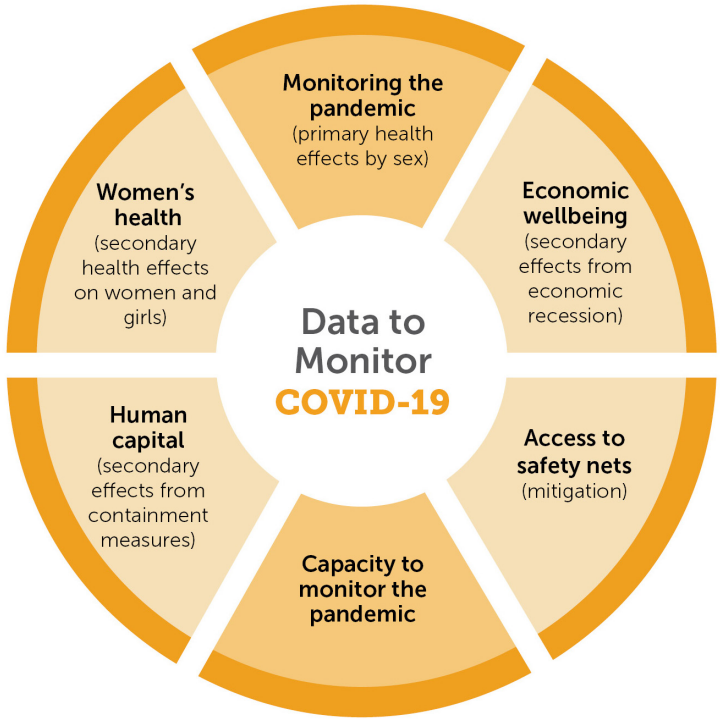 Monitoring the
pandemic
(primary health
effects by sex)
Economic
wellbeing
(secondary
effects from
economic
recession)
Access to
safety nets
(mitigation)
Capacity to
monitor the
pandemic
Human
capital
(secondary
effects from
containment
measures)
Women’s
health
(secondary
health effects
on women and
girls)
Data to
Monitor
COVID-19